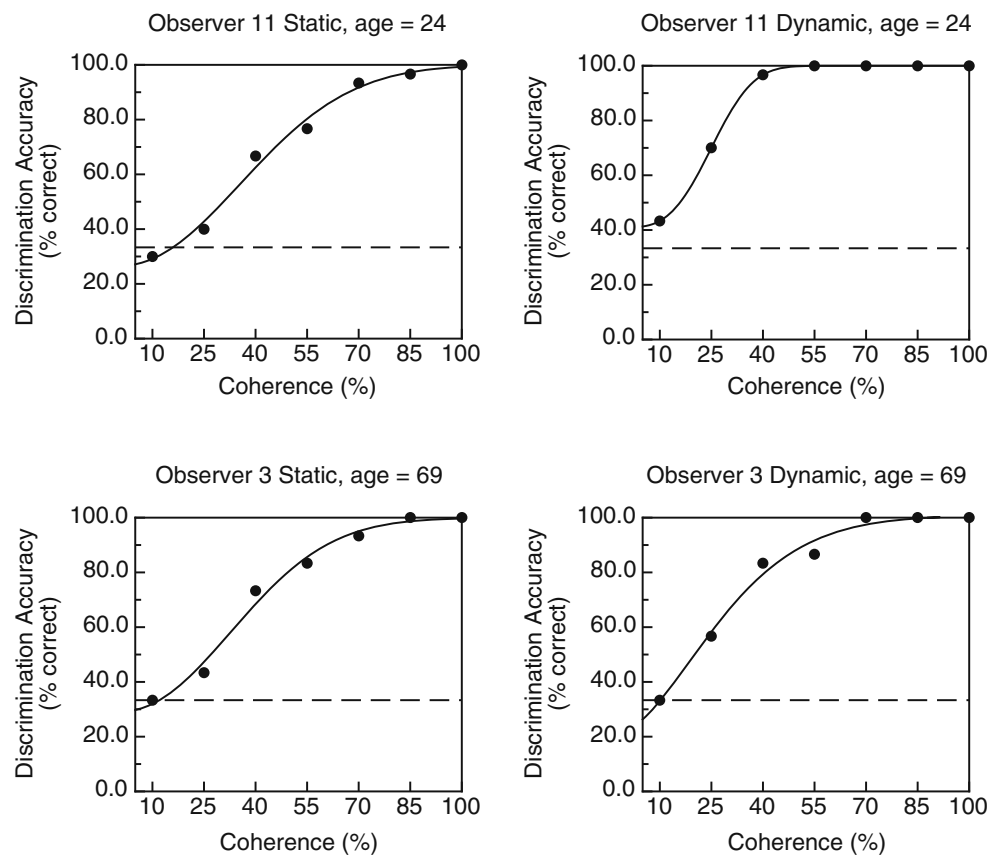 Observer 11 Static, age = 24
Discrimination Accuracy
(% correct)
100.0
80.0
60.0
40.0
20.0
0.0
10 25 40 55 70 85 100
Coherence (%)
Observer 11 Dynamic, age = 24
Discrimination Accuracy
(% correct)
100.0
80.0
60.0
40.0
20.0
0.0
10 25 40 55 70 85 100
Coherence (%)
Observer 3 Static, age = 69
Discrimination Accuracy
(% correct)
100.0
80.0
60.0
40.0
20.0
0.0
10 25 40 55 70 85 100
Coherence (%)
Observer 3 Dynamic, age = 69
Discrimination Accuracy
(% correct)
100.0
80.0
60.0
40.0
20.0
0.0
10 25 40 55 70 85 100
Coherence (%)